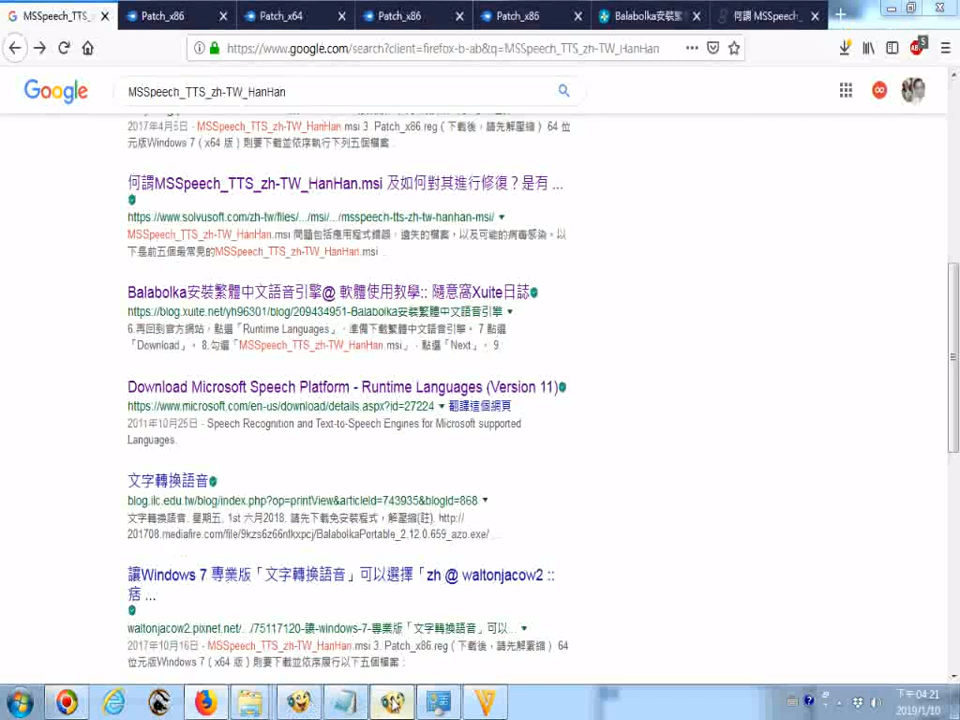 MSSpeech_TTS_
Patch_x86
Patch_x64
Patch_x86
Patch_x85
Balabolka安裝繁
何謂 MSSpeech_
https://www.google.com/search?client=firefox-b-ab&q=MSSpeech_TTS_zh-TW_HanHan
Google
MSSpeech_TTS_zh-TW_HanHan
2017年4月5日 - MSSpeech_TTS_zh-TW_HanHan.msi 3. Patch_x86.reg（下載後，請先解壓縮）64 位
元版Windows 7（x64 版）則要下載並依序執行下列五個檔案
何謂MSSpeech_TTS_zh-TW_HanHan.msi 及如何對其進行修復？是有 ...
https://www.solvusoft.com/zh-tw/files/.../msi/.../msspeech-tts-zh-tw-hanhan-msi/
MSSpeech_TTS_zh-TW_HanHan.msi 問題包括應用程式錯誤，遺失的檔案，以及可能的病毒感染。以
下是前五個最常見的MSSpeech_TTS_zh-TW_HanHan.msi
Balabolka安裝繁體中文語音引擎@ 軟體使用教學:: 隨意窩Xuite日誌
https://blog.xuite.net/yh96301/blog/209434951-Balabolka安裝繁體中文語音引擎
6.再回到官方網站，點選「Runtime Languages」，準備下載繁體中文語音引擎。 7 點選
「Download」。 8.勾選「MSSpeech_TTS_zh-TW_HanHan.msi」，點選「Next」。 9.
Download Microsoft Speech Platform - Runtime Languages (Version 11)
https://www.microsoft.com/en-us/download/details.aspx?id=27224 翻譯這個網頁
2011年10月25日 - Speech Recognition and Text-to-Speech Engines for Microsoft supported
Languages.
文字轉換語音
blog.ilc.edu.tw/blog/index.php?op=printView&articleId=743935&blogId=868
文字轉換語音. 星期五, 1st 六月2018. 請先下載免安裝程式，解壓縮(註). http://
201708.mediafire.com/file/9kzs6z66ntkxpcj/BalabolkaPortable_2.12.0.659_azo.exe/
讓Windows 7 專業版「文字轉換語音」可以選擇「zh @ waltonjacow2 ::
痞 ...
waltonjacow2.pixnet.net/.../75117120-讓-windows-7-專業版「文字轉換語音」可以...
2017年10月16日 - MSSpeech_TTS_zh-TW_HanHan.msi 3. Patch_x86.reg（下載後，請先解壓縮）64
位元版Windows 7（x64 版）則要下載並依序履行以下五個檔案 :
下午 04:21
2019/1/10